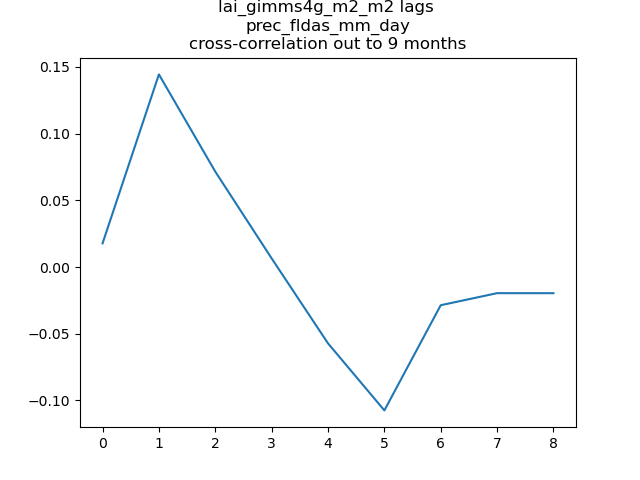 lai_gimms4g_m2_m2 lags
prec_fldas_mm_day
cross-correlation out to 9 months
0.15
0.10
0.05
0.00
−0.05
−0.10
0 1 2 3 4 5 6 7 8